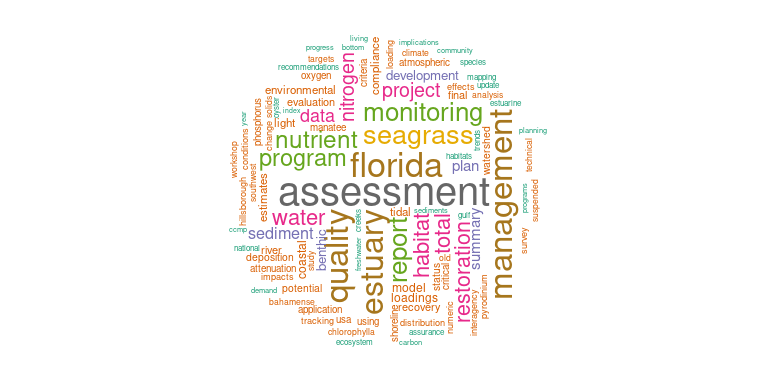 living
progress
bottom
implications
community
targets
recommendations
climate
atmospheric
species
oxygen
nitrogen
criteria
compliance
loading
development
mapping
environmental
project
effects
update
evaluation
final
analysis
phosphorus
oyster
change
solids
index
data
monitoring
estuarine
year
light
manatee
nutrient
seagrass
trends
watershed
management
planning
workshop
conditions
program
florida
habitats
plan
technical
hillsborough
southwest
estimates
assessment
programs
suspended
water
quality
creeks
estuary
tidal
sediments
report
habitat
total
gulf
restoration
summary
ccmp
sediment
benthic
national
river
coastal
study
freshwater
old
survey
deposition
attenuation
impacts
status
critical
demand
potential
model
loadings
interagency
pyrodinium
bahamense
application
recovery
shoreline
numeric
tracking
usa
using
distribution
chlorophylla
assurance
ecosystem
carbon